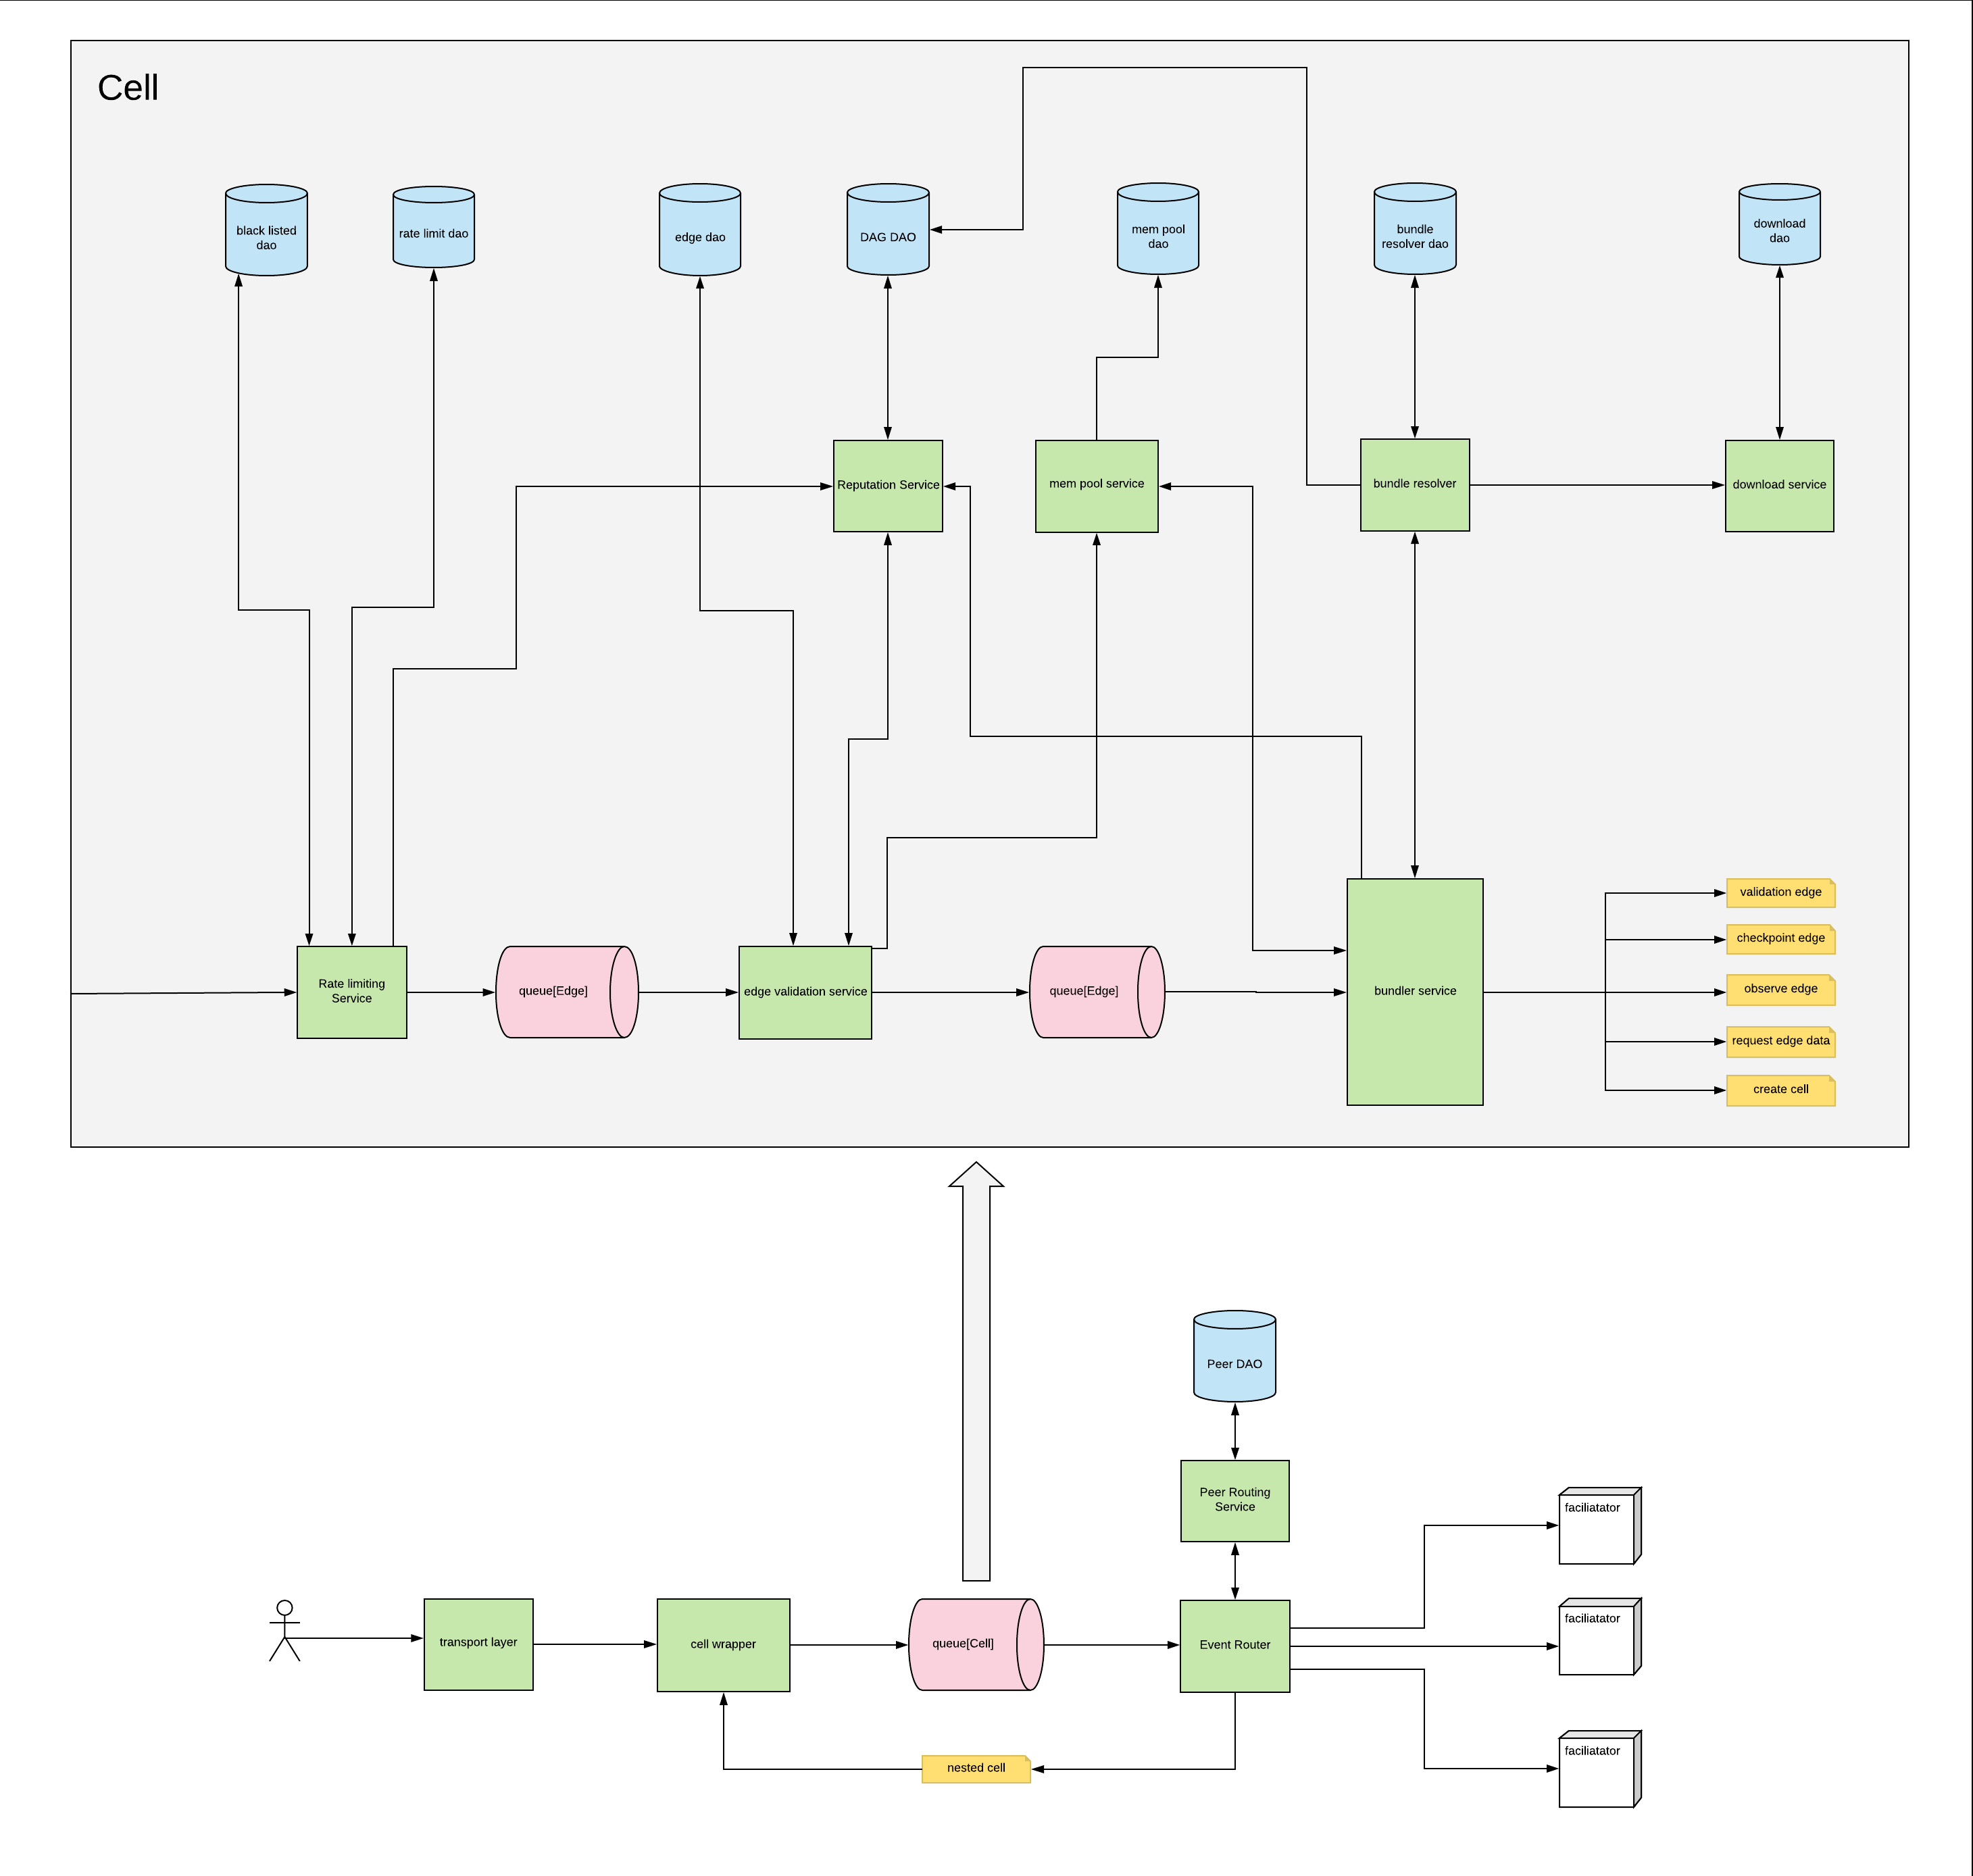 Cell
black listed
dao
rate limit dao
edge dao
DAG DAO
mem pool
dao
bundle
resolver dao
download
dao
Reputation Service
mem pool service
bundle resolver
download service
Rate limiting
Service
queue[Edge]
edge validation service
queue[Edge]
bundler service
validation edge
checkpoint edge
observe edge
request edge data
create cell
Peer DAO
Peer Routing
Service
faciliatator
transport layer
cell wrapper
queue[Cell]
Event Router
faciliatator
nested cell
faciliatator